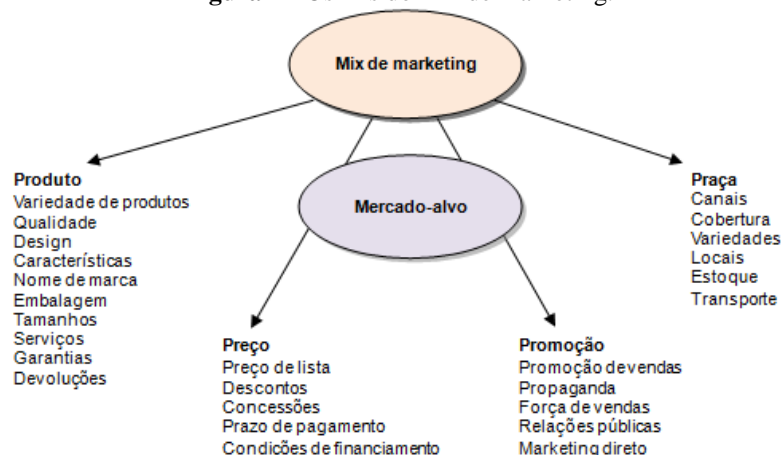 Mix de marketing
Mercado-alvo
Produto
Variedade de produtos
Qualidade
Design
Características
Nome de marca
Embalagem
Tamanhos
Serviços
Garantias
Devoluções
Preço
Preço de lista
Descontos
Concessões
Prazo de pagamento
Condições de financiamento
Promoção
Promoção de vendas
Propaganda
Força de vendas
Relações públicas
Marketing direto
Praça
Canais
Cobertura
Variedades
Locais
Estoque
Transporte